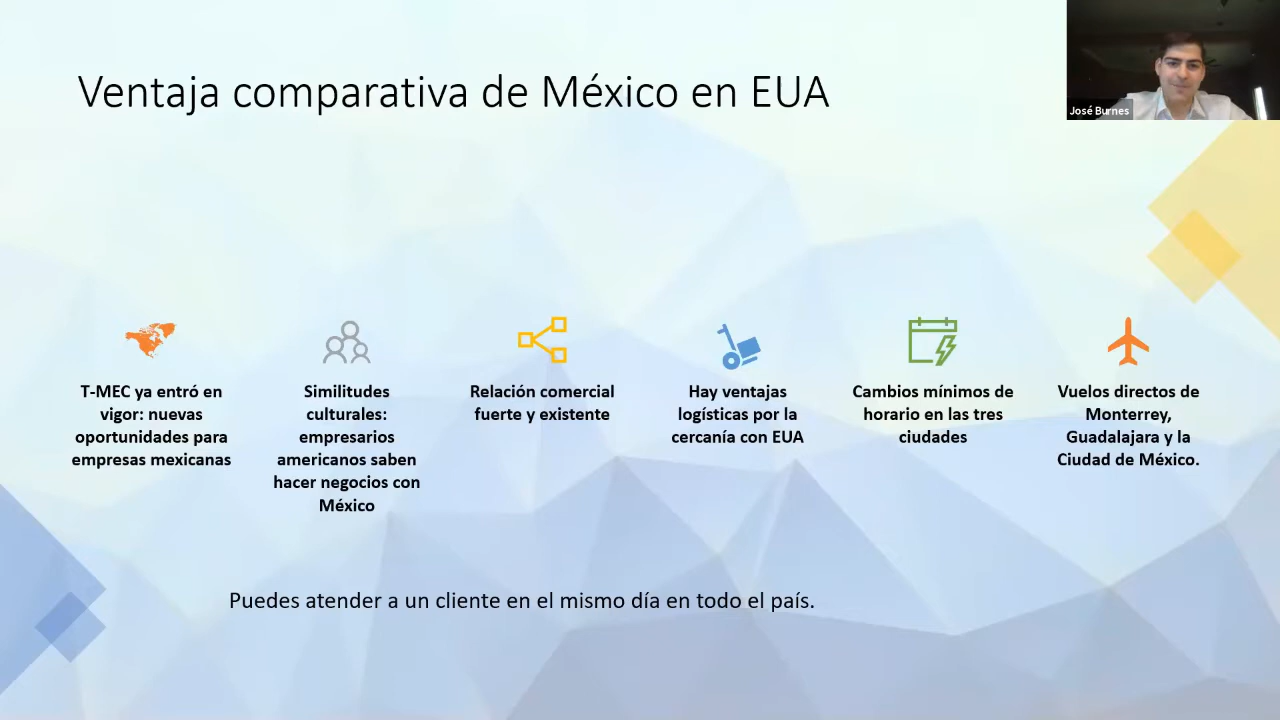 Ventaja comparativa de México en EUA
José Burnes
T-MEC ya entró en
vigor: nuevas
oportunidades para
empresas mexicanas
Similitudes
culturales:
empresarios
americanos saben
hacer negocios con
México
Relación comercial
fuerte y existente
Hay ventajas
logísticas por la
cercanía con EUA
Cambios mínimos de
horario en las tres
ciudades
Vuelos directos de
Monterrey,
Guadalajara y la
Ciudad de México.
Puedes atender a un cliente en el mismo día en todo el país.